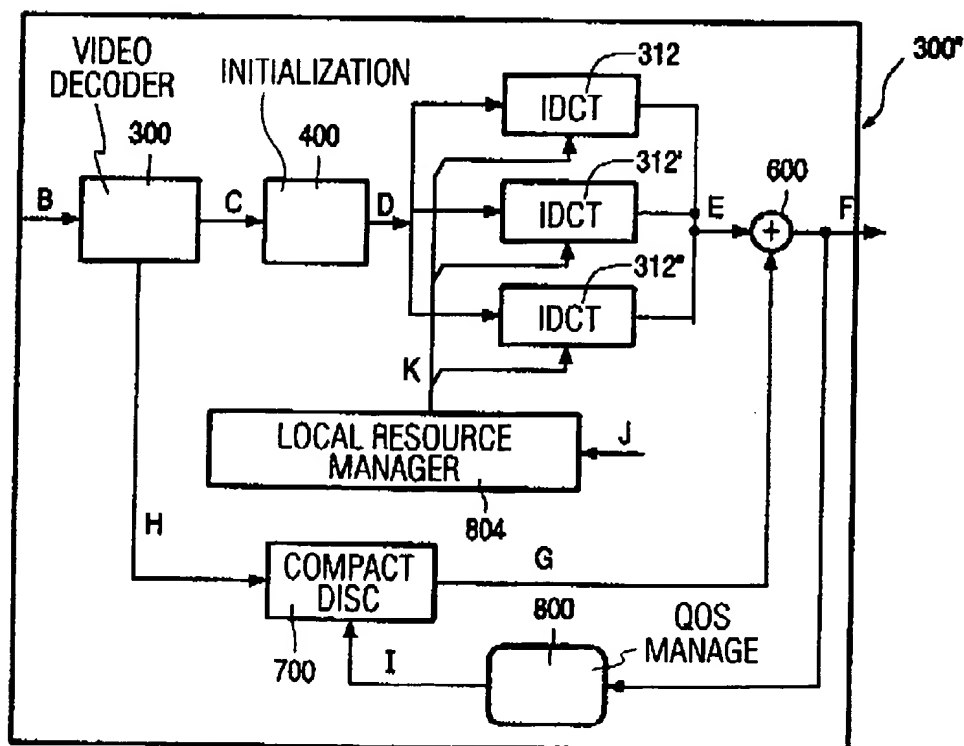 VIDEO
DECODER
INITIALIZATION
300
400
312
IDCT
312'
IDCT
312"
IDCT
300"
600
B
C
D
E
+
F
K
LOCAL RESOURCE
MANAGER
J
804
H
COMPACT
DISC
G
700
I
800
QOS
MANAGE